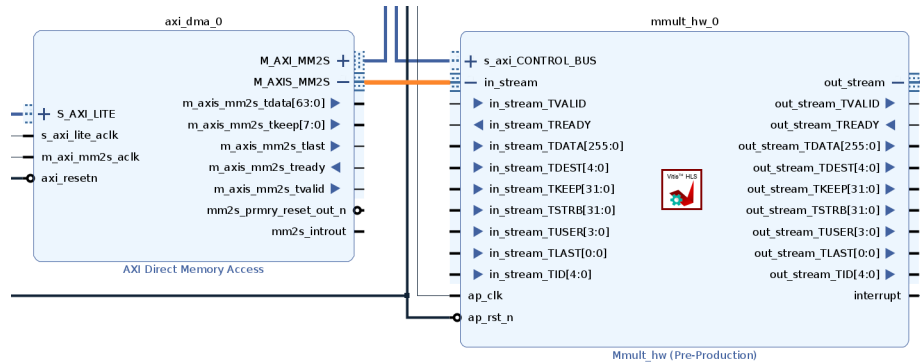 axi_dma_0
M_AXI_MM2S
M_AXIS_MM2S
m_axis_mm2s_tdata[63:0]
S_AXI_LITE
m_axis_mm2s_tkeep[7:0]
s_axi_lite_aclk
m_axis_mm2s_tlast
m_axi_mm2s_aclk
m_axis_mm2s_tready
axi_resetn
m_axis_mm2s_tvalid
mm2s_prmry_reset_out_n
mm2s_introut
AXI Direct Memory Access
mmult_hw_0
s_axi_CONTROL_BUS
in_stream
in_stream_TVALID
in_stream_TREADY
in_stream_TDATA[255:0]
in_stream_TDEST[4:0]
in_stream_TKEEP[31:0]
in_stream_TSTRB[31:0]
in_stream_TUSER[3:0]
in_stream_TLAST[0:0]
in_stream_TID[4:0]
ap_clk
ap_rst_n
Vitis™ HLS
out_stream
out_stream_TVALID
out_stream_TREADY
out_stream_TDATA[255:0]
out_stream_TDEST[4:0]
out_stream_TKEEP[31:0]
out_stream_TSTRB[31:0]
out_stream_TUSER[3:0]
out_stream_TLAST[0:0]
out_stream_TID[4:0]
interrupt
Mmult_hw (Pre-Production)